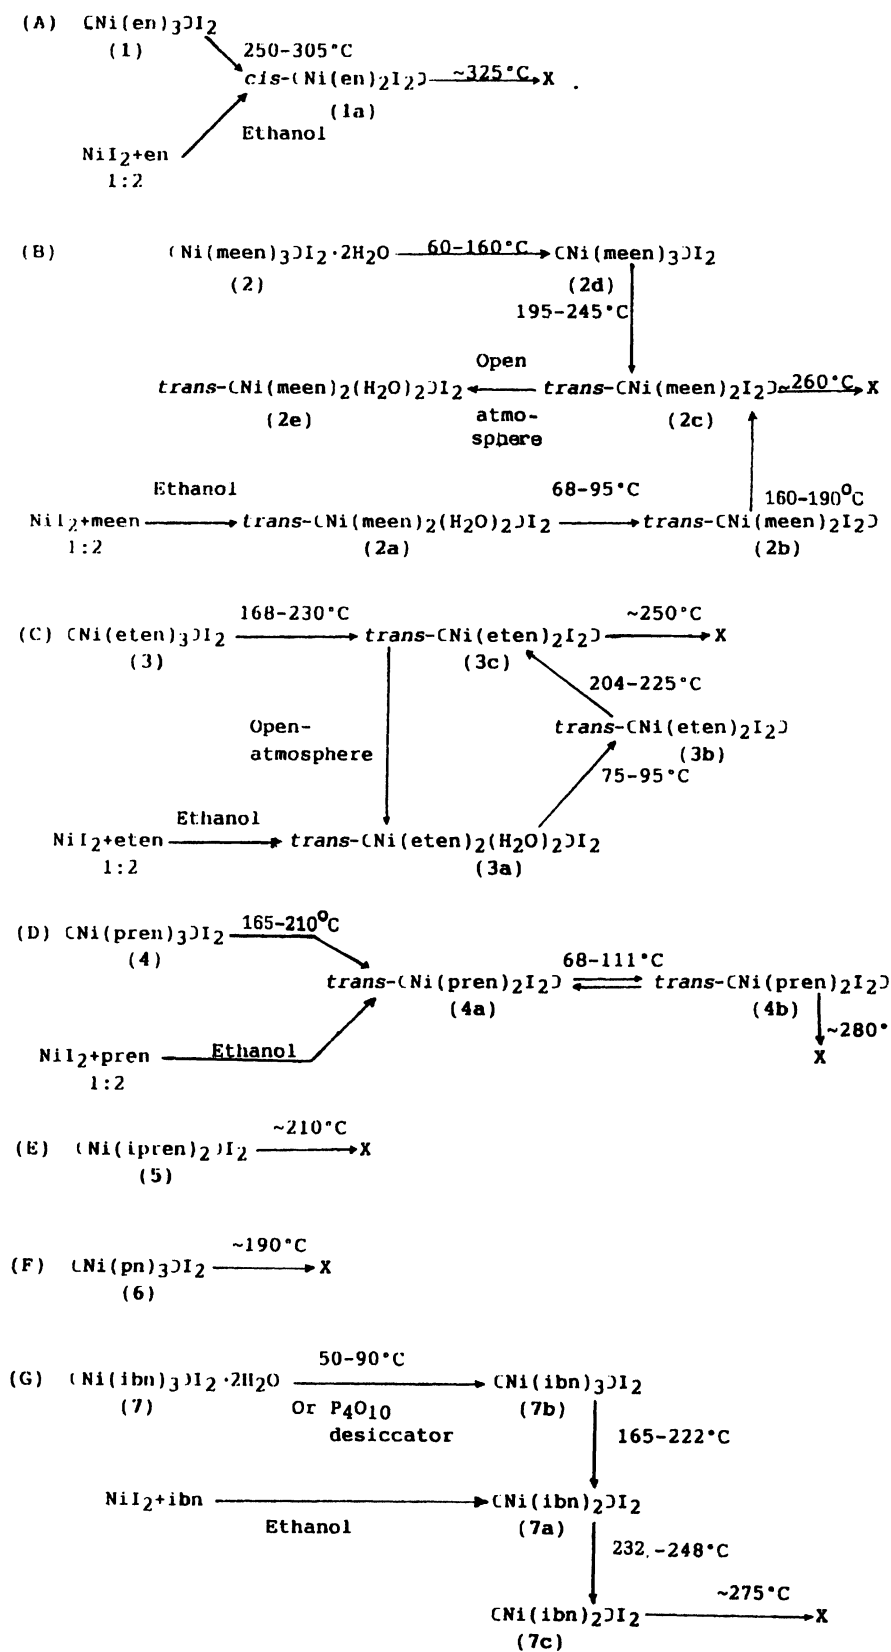 (A) [Ni(en)3]I2
(1)
250-305°C
cis-[Ni(en)2I2] ~325°C X .
(1a)
Ethanol
NiI2+en
1:2
(B) [Ni(meen)3]I2·2H2O 60-160°C [Ni(meen)3]I2
(2) (2d)
195-245°C
Open
trans-[Ni(meen)2(H2O)2]I2 trans-[Ni(meen)2I2] ~260°C X
(2e) atmo- (2c)
sphere
Ethanol 68-95°C 160-190°C
NiI2+meen trans-[Ni(meen)2(H2O)2]I2 trans-[Ni(meen)2I2]
1:2 (2a) (2b)
168-230°C ~250°C
(C) [Ni(eten)3]I2 trans-[Ni(eten)2I2] X
(3) (3c)
204-225°C
Open-
atmosphere
trans-[Ni(eten)2I2]
(3b)
75-95°C
Ethanol
NiI2+eten trans-[Ni(eten)2(H2O)2]I2
1:2 (3a)
(D) [Ni(pren)3]I2 165-210°C
(4)
68-111°C
trans-[Ni(pren)2I2] trans-[Ni(pren)2I2]
(4a) (4b)
~280°
NiI2+pren Ethanol X
1:2
~210°C
(E) [Ni(ipren)2]I2 X
(5)
~190°C
(F) [Ni(pn)3]I2 X
(6)
50-90°C
(G) [Ni(ibn)3]I2·2H2O [Ni(ibn)3]I2
(7) Or P4O10 (7b)
desiccator 165-222°C
NiI2+ibn [Ni(ibn)2]I2
Ethanol (7a)
232.-248°C
~275°C
[Ni(ibn)2]I2 X
(7c)